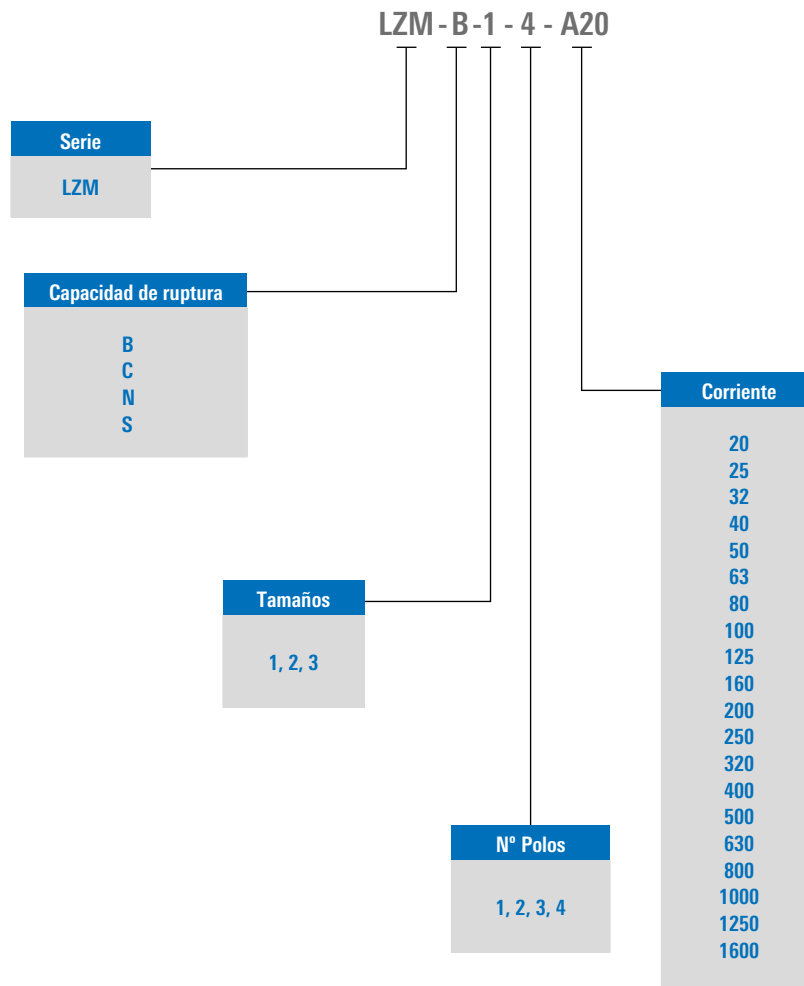 LZM - B - 1 - 4 - A20
Serie
LZM
Capacidad de ruptura
B
C
N
S
Corriente
20
25
32
40
50
63
80
100
125
160
200
250
320
400
500
630
800
1000
1250
1600
Tamaños
1, 2, 3
Nº Polos
1, 2, 3, 4